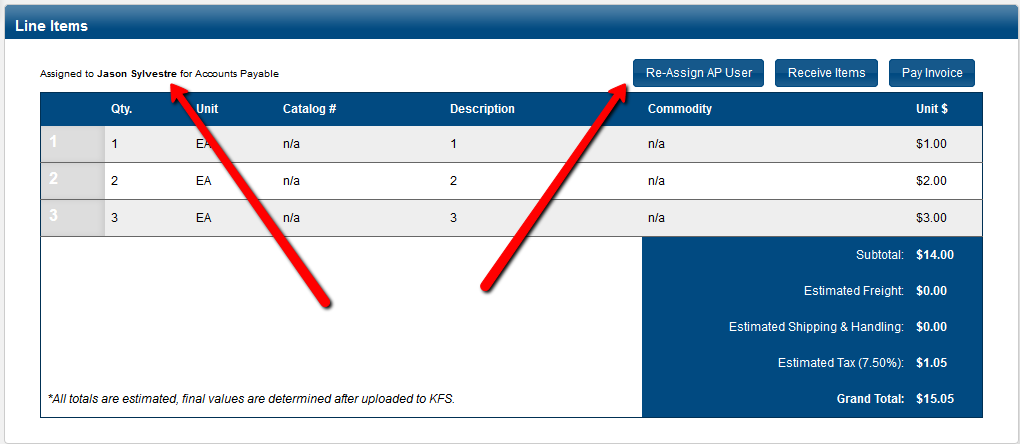 Line Items
Assigned to Jason Sylvestre for Accounts Payable
Re-Assign AP User Receive Items Pay Invoice
Qty. Unit Catalog # Description Commodity Unit $
1 1 EA n/a 1 n/a $1.00
2 2 EA n/a 2 n/a $2.00
3 3 EA n/a 3 n/a $3.00
Subtotal: $14.00
Estimated Freight: $0.00
Estimated Shipping & Handling: $0.00
Estimated Tax (7.50%): $1.05
*All totals are estimated, final values are determined after uploaded to KFS. Grand Total: $15.05